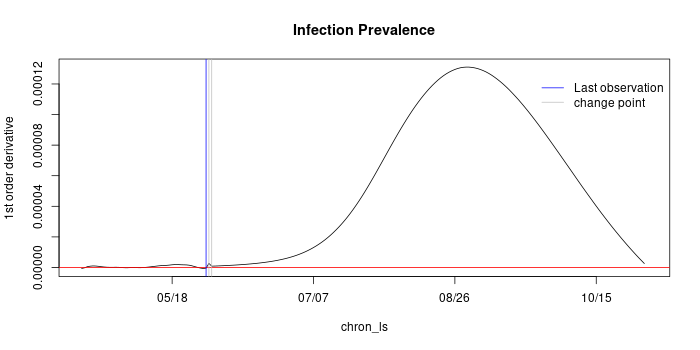 Infection Prevalence
1st order derivative
0.00012
0.00008
0.00004
0.00000
Last observation
change point
05/18
07/07
08/26
10/15
chron_ls